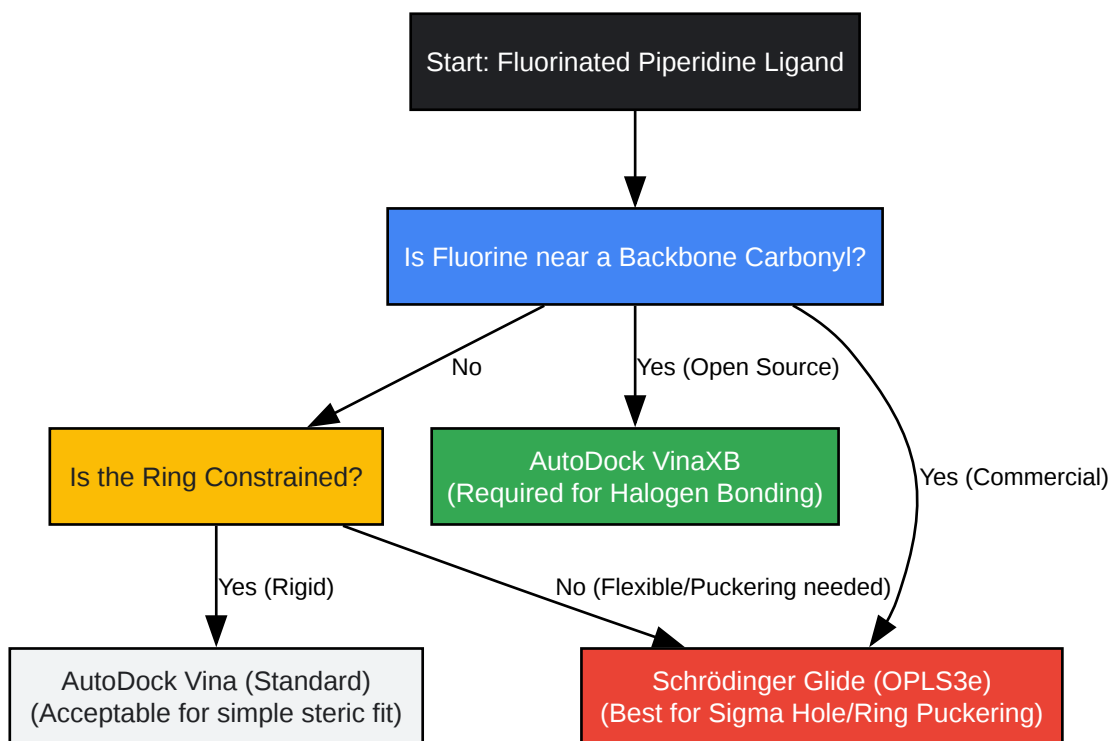 Start: Fluorinated Piperidine Ligand
Is Fluorine near a Backbone Carbonyl?
No
Yes (Open Source)
Yes (Commercial)
Is the Ring Constrained?
AutoDock VinaXB
(Required for Halogen Bonding)
Yes (Rigid)
No (Flexible/Puckering needed)
AutoDock Vina (Standard)
(Acceptable for simple steric fit)
Schrödinger Glide (OPLS3e)
(Best for Sigma Hole/Ring Puckering)